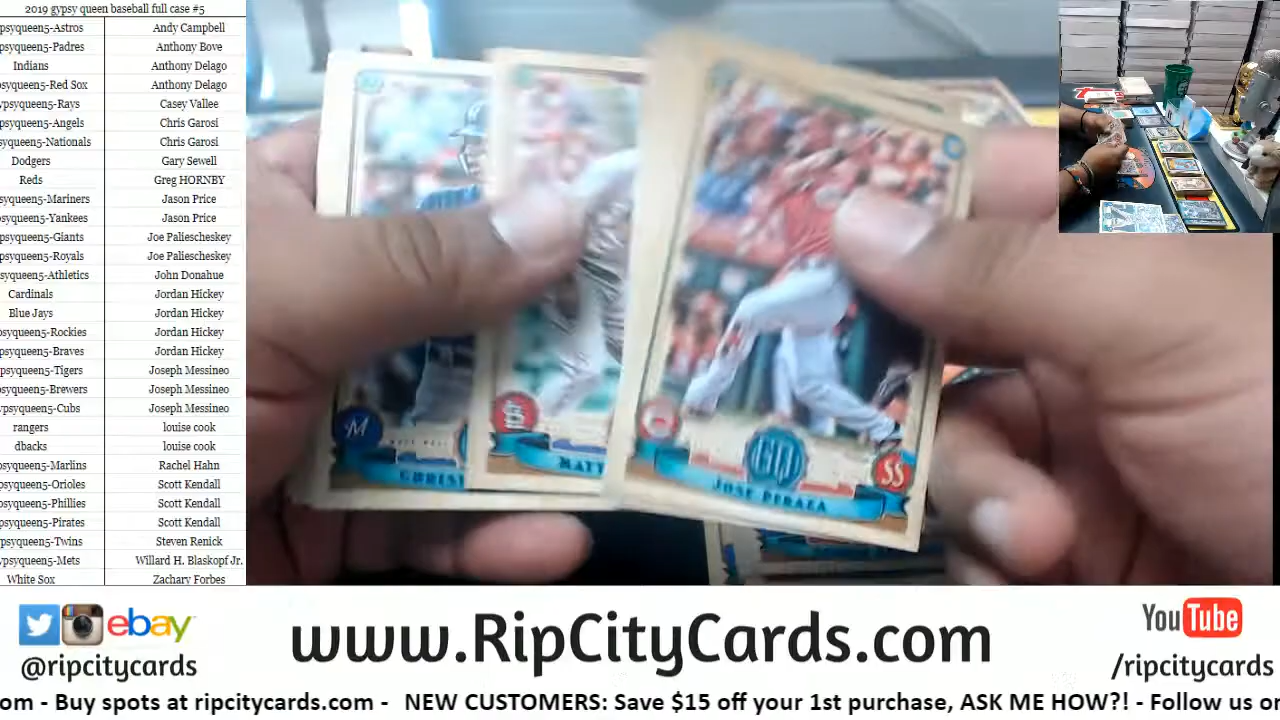 2019 gypsy queen baseball full case #5
psyqueen5-Astros Andy Campbell
psyqueen5-Padres Anthony Bove
Indians Anthony Delago
osyqueen5-Red Sox Anthony Delago
ypsyqueen5-Rays Casey Vallee
psyqueen5-Angels Chris Garosi
psyqueen5-Nationals Chris Garosi
Dodgers Gary Sewell
Reds Greg HORNBY
psyqueen5-Mariners Jason Price
psyqueen5-Yankees Jason Price
psyqueen5-Giants Joe Paliescheskey
psyqueen5-Royals Joe Paliescheskey
psyqueen5-Athletics John Donahue
Cardinals Jordan Hickey
Blue Jays Jordan Hickey
psyqueen5-Rockies Jordan Hickey
psyqueen5-Braves Jordan Hickey
psyqueen5-Tigers Joseph Messineo
psyqueen5-Brewers Joseph Messineo
ypsyqueen5-Cubs Joseph Messineo
rangers louise cook
dbacks louise cook
psyqueen5-Marlins Rachel Hahn
psyqueen5-Orioles Scott Kendall
psyqueen5-Phillies Scott Kendall
psyqueen5-Pirates Scott Kendall
psyqueen5-Twins Steven Renick
psyqueen5-Mets Willard H. Blaskopf Jr.
White Sox Zachary Forbes
M
CHRIS
MATT
GQ
SS
JOSE PERAZA
ebay
@ripcitycards
www.RipCityCards.com
YouTube
/ripcitycards
om - Buy spots at ripcitycards.com - NEW CUSTOMERS: Save $15 off your 1st purchase, ASK ME HOW?! - Follow us o